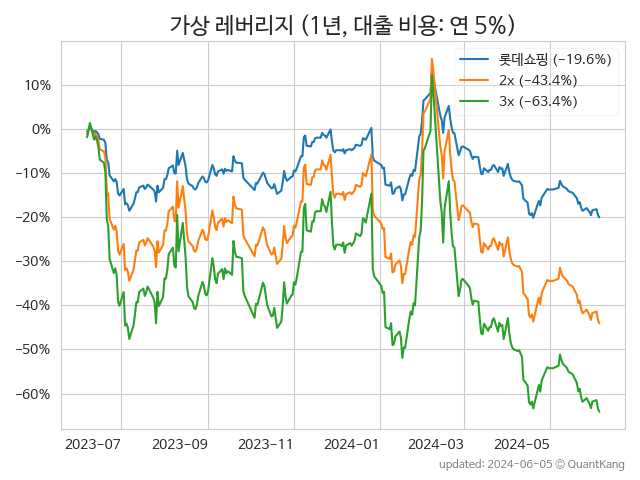 가상 레버리지 (1년, 대출 비용: 연 5%)
롯데쇼핑 (−19.6%)
2x (−43.4%)
3x (−63.4%)
10%
0%
−10%
−20%
−30%
−40%
−50%
−60%
2023-07
2023-09
2023-11
2024-01
2024-03
2024-05
updated: 2024-06-05 ⓒ QuantKang